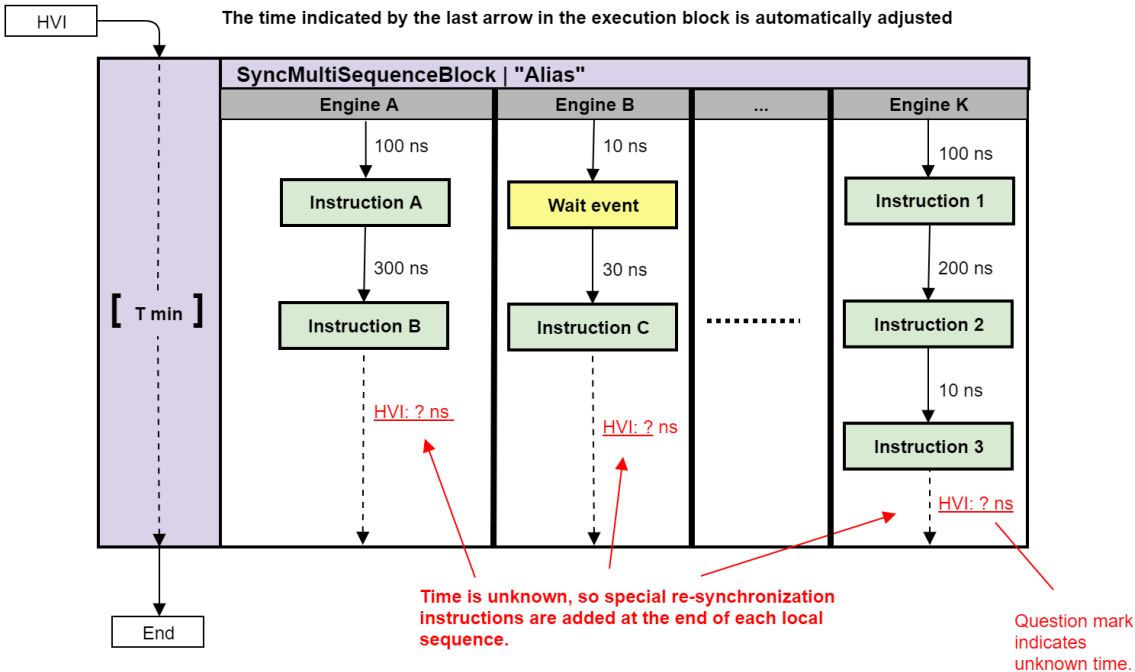 HVI
The time indicated by the last arrow in the execution block is automatically adjusted
SyncMultiSequenceBlock | "Alias"
Engine A
Engine B
...
Engine K
100 ns
10 ns
100 ns
Instruction A
Wait event
Instruction 1
300 ns
30 ns
200 ns
[ T min ]
Instruction B
Instruction C
Instruction 2
10 ns
HVI: ? ns
HVI: ? ns
Instruction 3
HVI: ? ns
Time is unknown, so special re-synchronization
instructions are added at the end of each local
sequence.
End
Question mark
indicates
unknown time.